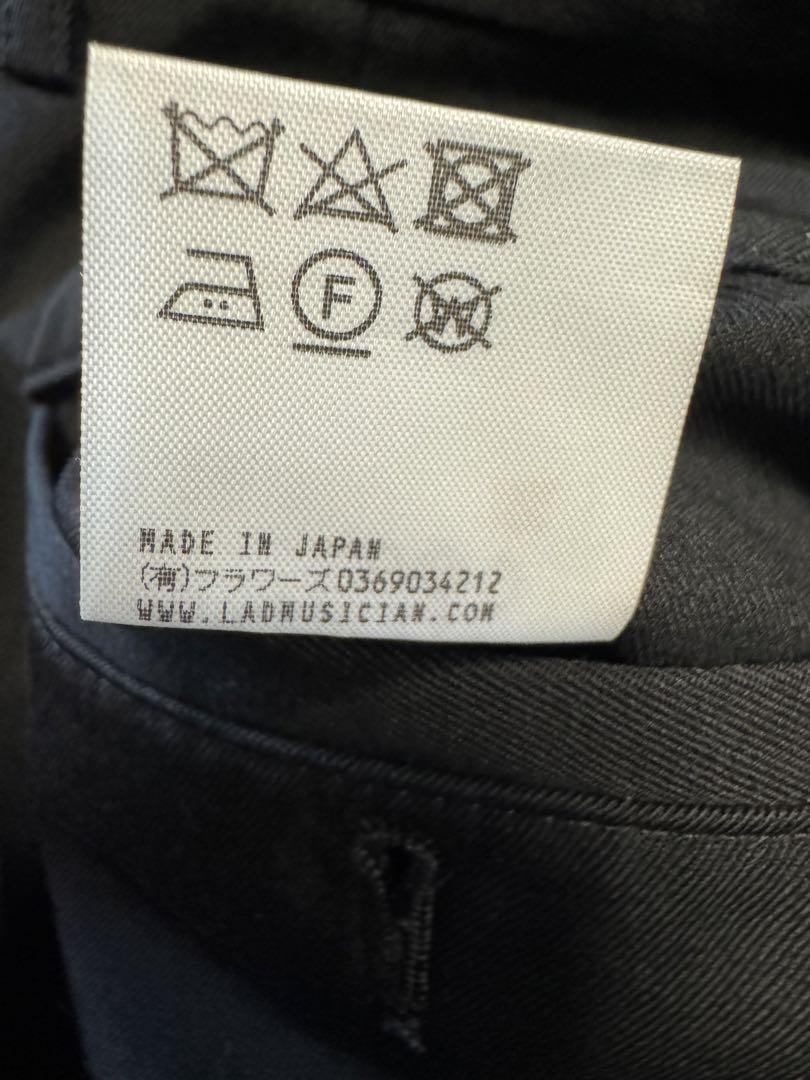 F
W
MADE IN JAPAN
(有)フラワーズ0369034212
WWW.LADMUSICIAN.COM